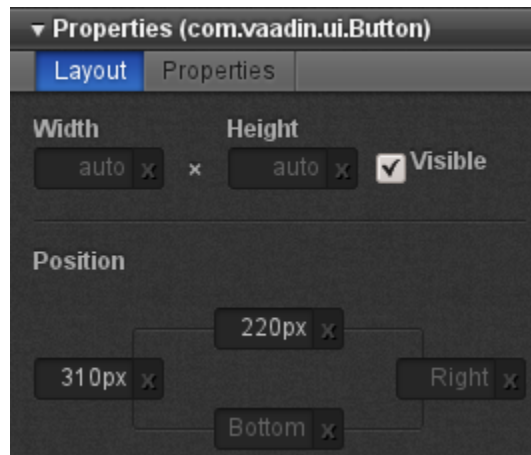 ▾ Properties (com.vaadin.ui.Button)
Layout Properties
Width Height
auto x × auto x Visible
Position
220px x
310px x Right x
Bottom x